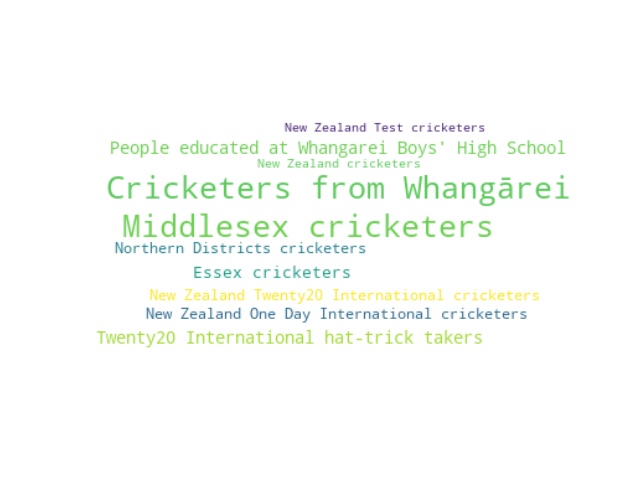 New Zealand Test cricketers
People educated at Whangarei Boys' High School
New Zealand cricketers
Cricketers from Whangārei
Middlesex cricketers
Northern Districts cricketers
Essex cricketers
New Zealand Twenty20 International cricketers
New Zealand One Day International cricketers
Twenty20 International hat-trick takers